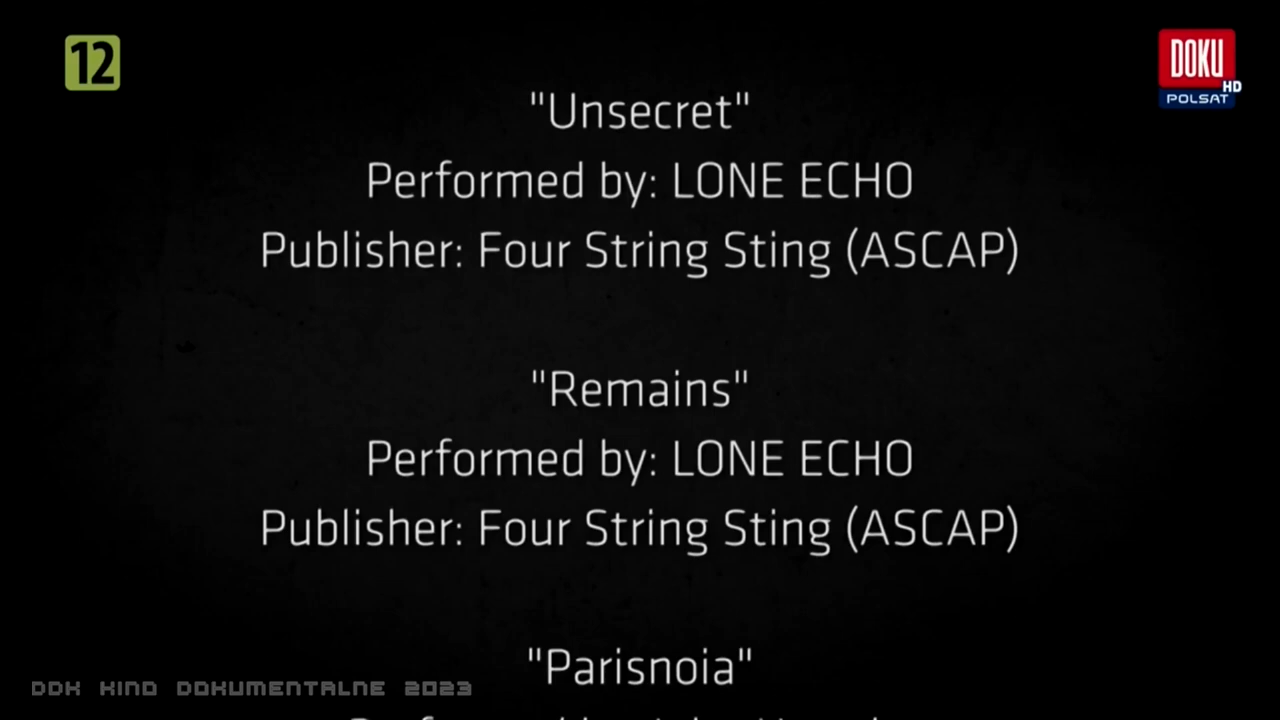 12
DOKU
HD
POLSAT
"Unsecret"
Performed by: LONE ECHO
Publisher: Four String Sting (ASCAP)
"Remains"
Performed by: LONE ECHO
Publisher: Four String Sting (ASCAP)
"Parisnoia"
DOK KINO DOKUMENTALNE 2023